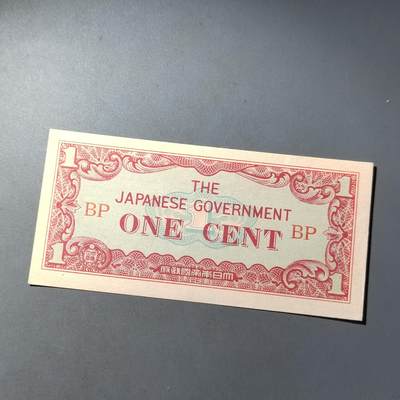 1 1
THE
JAPANESE GOVERNMENT
BP ONE CENT BP
1 大日本帝國政府 1